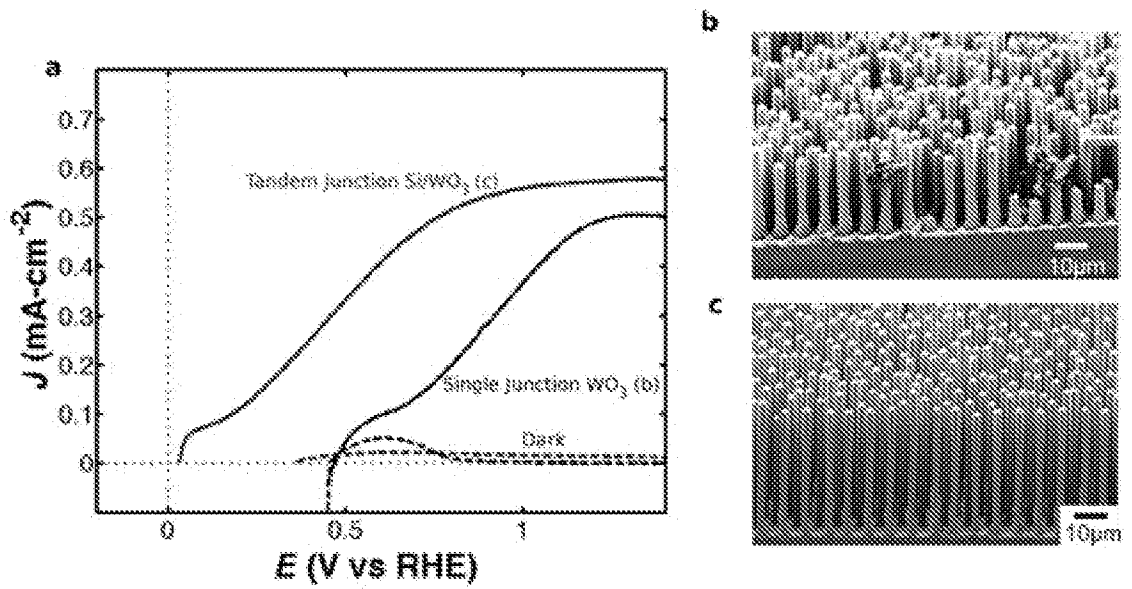 a
0.7
0.6
0.5
0.4
0.3
0.2
0.1
0
J (mA-cm⁻²)
Tandem Junction Si/WO₃ (c)
Single Junction WO₃ (b)
Dark
0
0.5
1
E (V vs RHE)
b
10µm
c
10µm